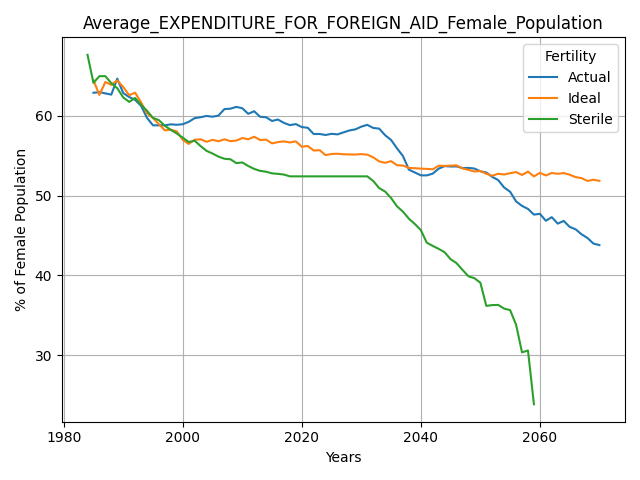 Average_EXPENDITURE_FOR_FOREIGN_AID_Female_Population
Fertility
Actual
Ideal
Sterile
% of Female Population
60
50
40
30
1980
2000
2020
2040
2060
Years